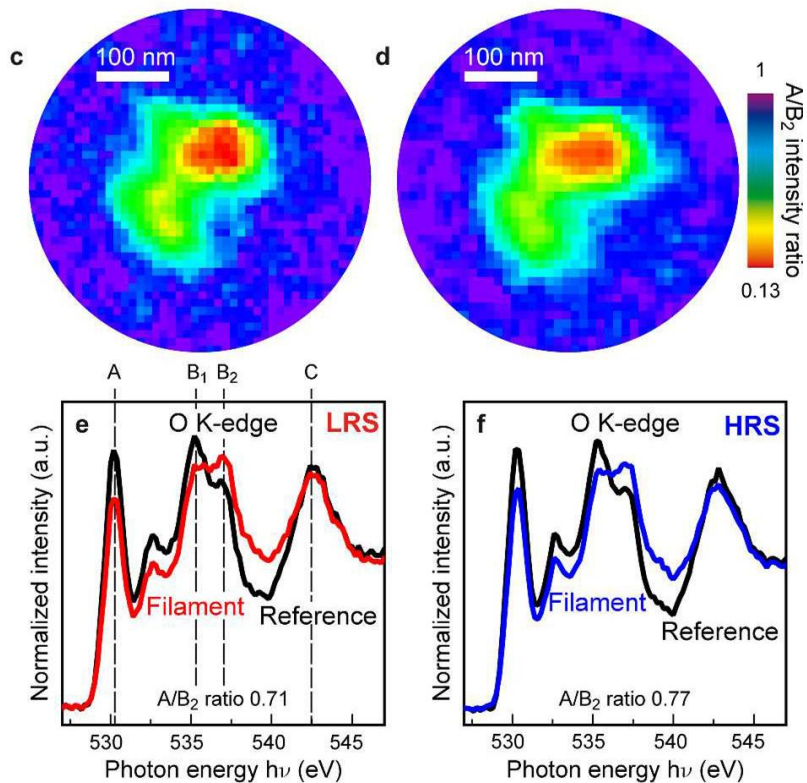 c
100 nm
d
100 nm
1
A/B₂ intensity ratio
0.13
A
B₁
B₂
C
e
O K-edge
LRS
Normalized intensity (a.u.)
Filament
Reference
A/B₂ ratio 0.71
530
535
540
545
Photon energy hν (eV)
f
O K-edge
HRS
Normalized intensity (a.u.)
Filament
Reference
A/B₂ ratio 0.77
530
535
540
545
Photon energy hν (eV)